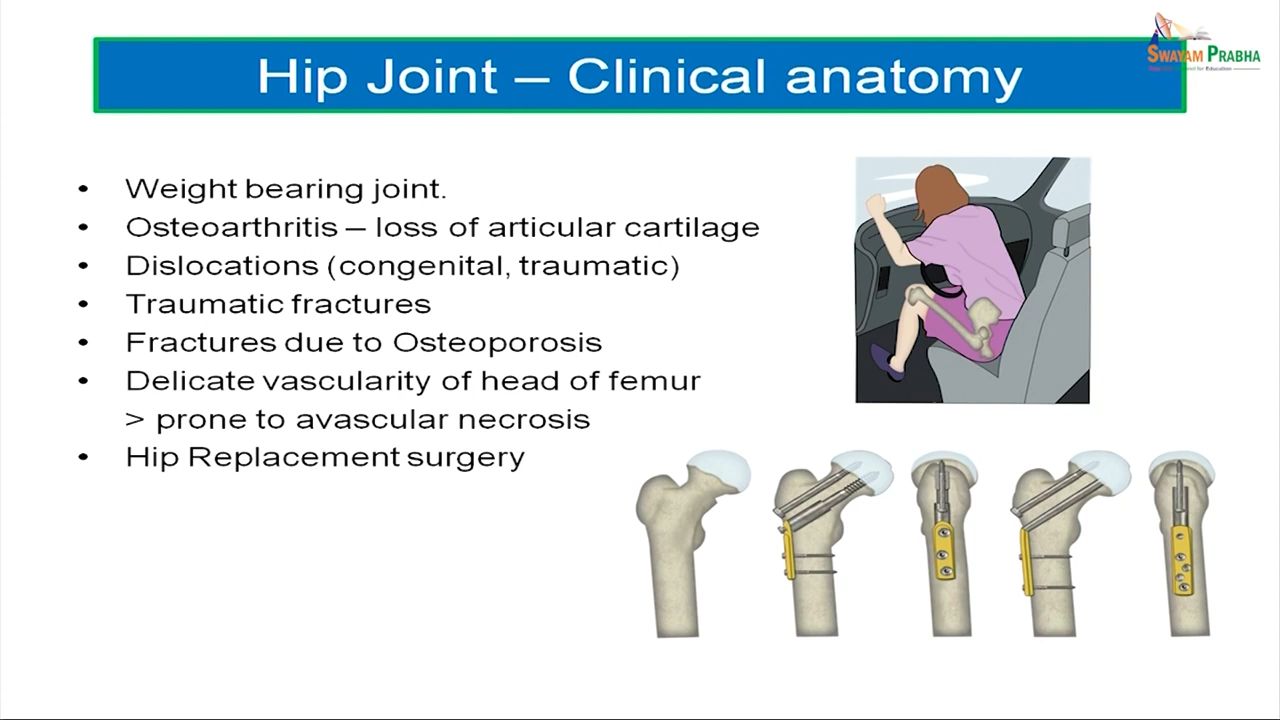 SWAYAM PRABHA
Hip Joint – Clinical anatomy
• Weight bearing joint.
• Osteoarthritis – loss of articular cartilage
• Dislocations (congenital, traumatic)
• Traumatic fractures
• Fractures due to Osteoporosis
• Delicate vascularity of head of femur
> prone to avascular necrosis
• Hip Replacement surgery